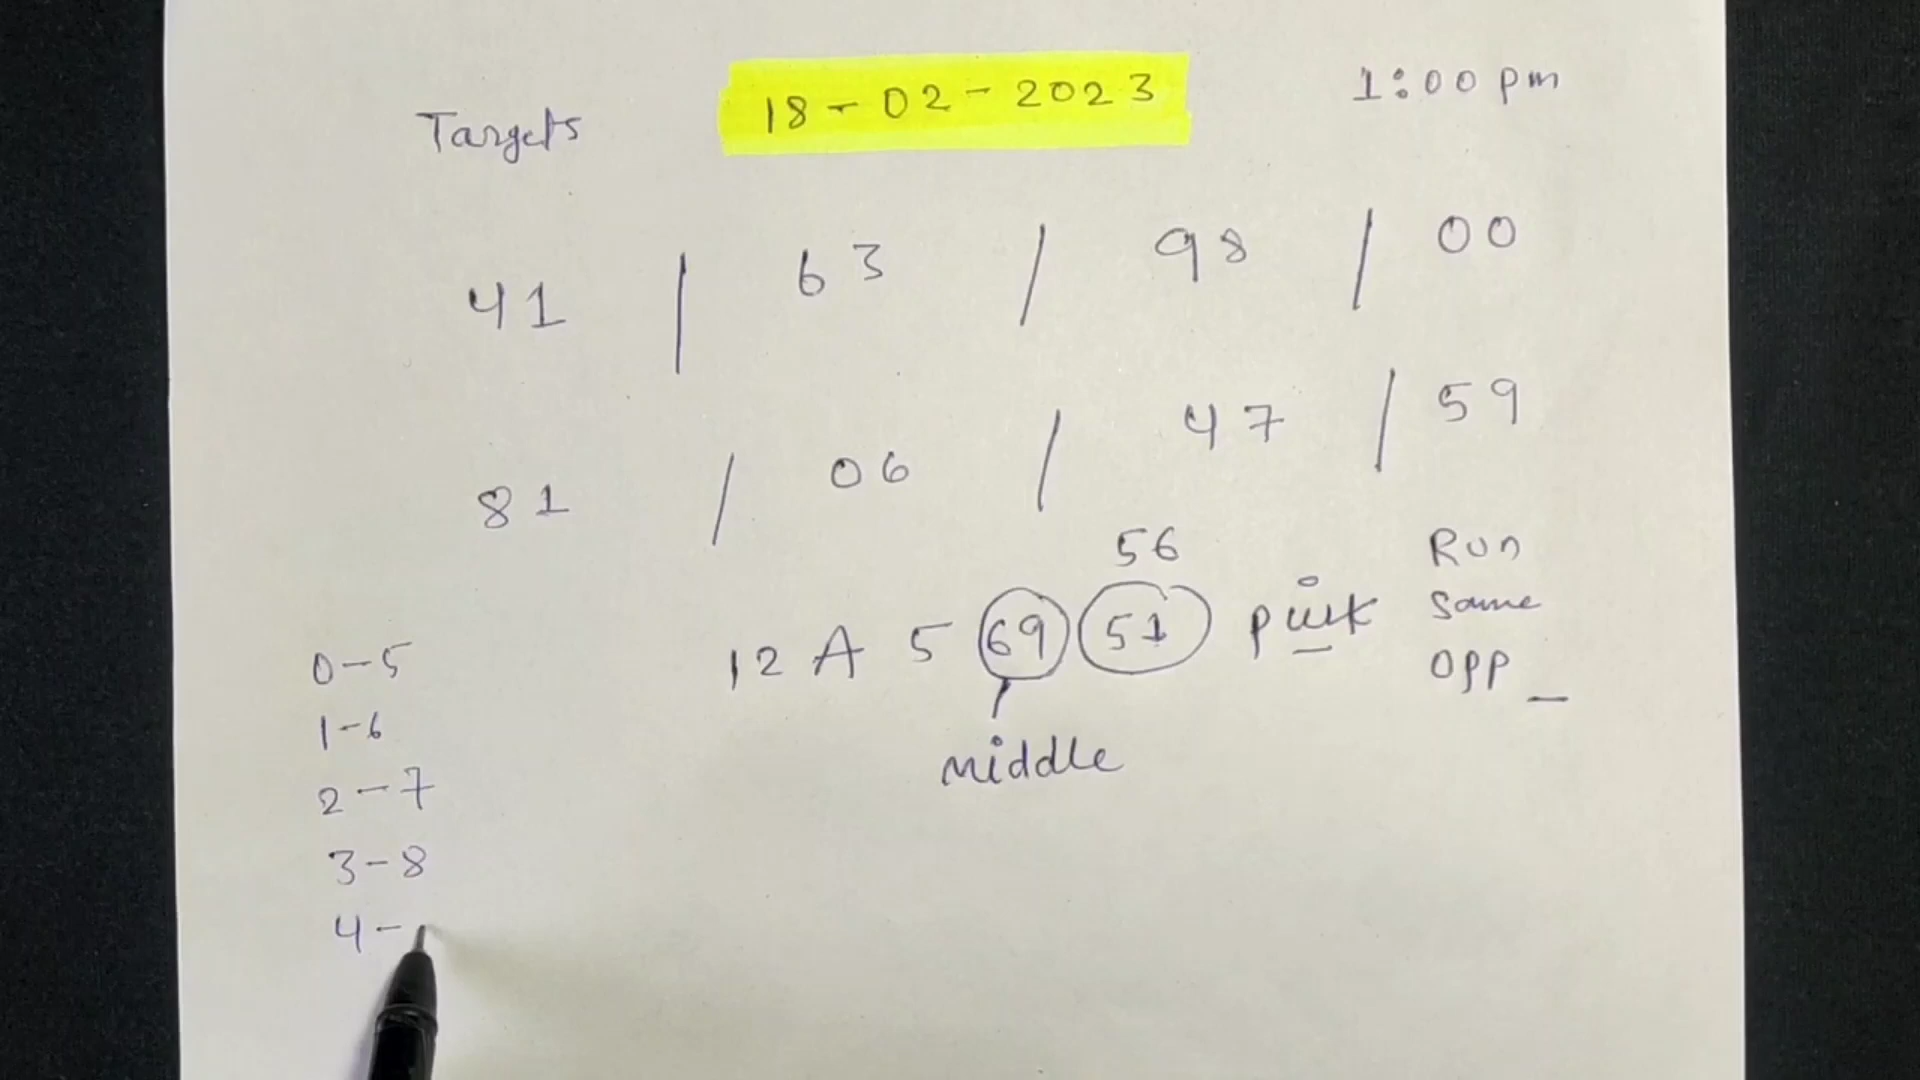 Targets 18-02-2023 1:00 pm
41 / 63 / 98 / 00
81 / 06 / 47 / 59
56
12 A 5 69 51
Run
Same
opp _
middle
0-5
1-6
2-7
3-8
4-